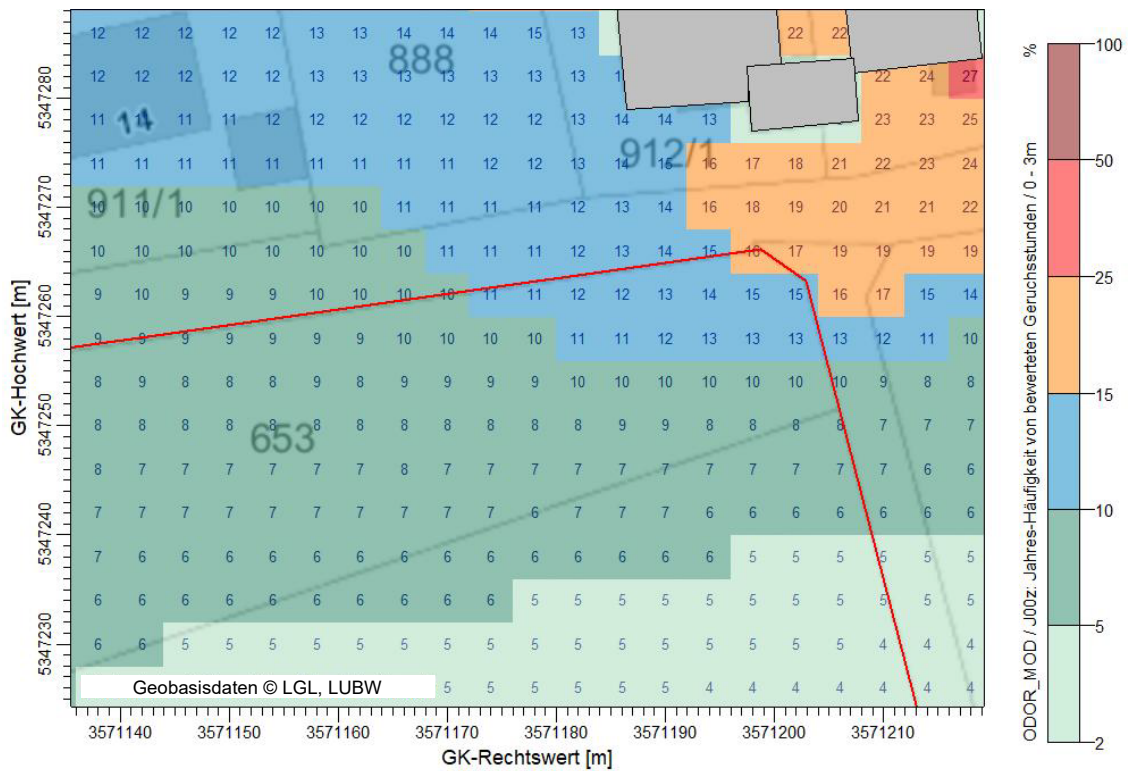 12 12 12 12 12 13 13 14 14 14 15 13 22 22
888
12 12 12 12 12 13 13 13 13 13 13 13 22 24 27
14
11 11 11 12 12 12 12 12 12 12 13 14 14 13 23 23 25
912/1
11 11 11 11 11 11 11 11 11 12 12 13 14 15 16 17 18 21 22 23 24
911/1
10 10 10 10 10 10 10 11 11 11 11 12 13 14 16 18 19 20 21 21 22
10 10 10 10 10 10 10 10 11 11 11 12 13 14 15 16 17 19 19 19 19
9 10 9 9 9 10 10 10 10 11 11 12 12 13 14 15 15 16 17 15 14
9 9 9 9 9 9 9 10 10 10 10 11 11 12 13 13 13 13 12 11 10
8 9 8 8 8 9 8 9 9 9 9 10 10 10 10 10 10 10 9 8 8
8 8 8 8 8 8 8 8 8 8 8 8 9 9 8 8 8 8 7 7 7
653
8 7 7 7 7 7 7 8 7 7 7 7 7 7 7 7 7 7 7 6 6
7 7 7 7 7 7 7 7 7 7 6 7 7 7 6 6 6 6 6 6 6
7 6 6 6 6 6 6 6 6 6 6 6 6 6 6 5 5 5 5 5 5
6 6 6 6 6 6 6 6 6 6 5 5 5 5 5 5 5 5 5 5 5
6 6 5 5 5 5 5 5 5 5 5 5 5 5 5 5 5 5 4 4 4
Geobasisdaten © LGL, LUBW 5 5 5 5 5 5 4 4 4 4 4 4 4
5347280
5347270
5347260
5347250
5347240
5347230
GK-Hochwert [m]
3571140 3571150 3571160 3571170 3571180 3571190 3571200 3571210
GK-Rechtswert [m]
%
ODOR_MOD / J00z: Jahres-Häufigkeit von bewerteten Geruchsstunden / 0 - 3m
100
50
25
15
10
5
2